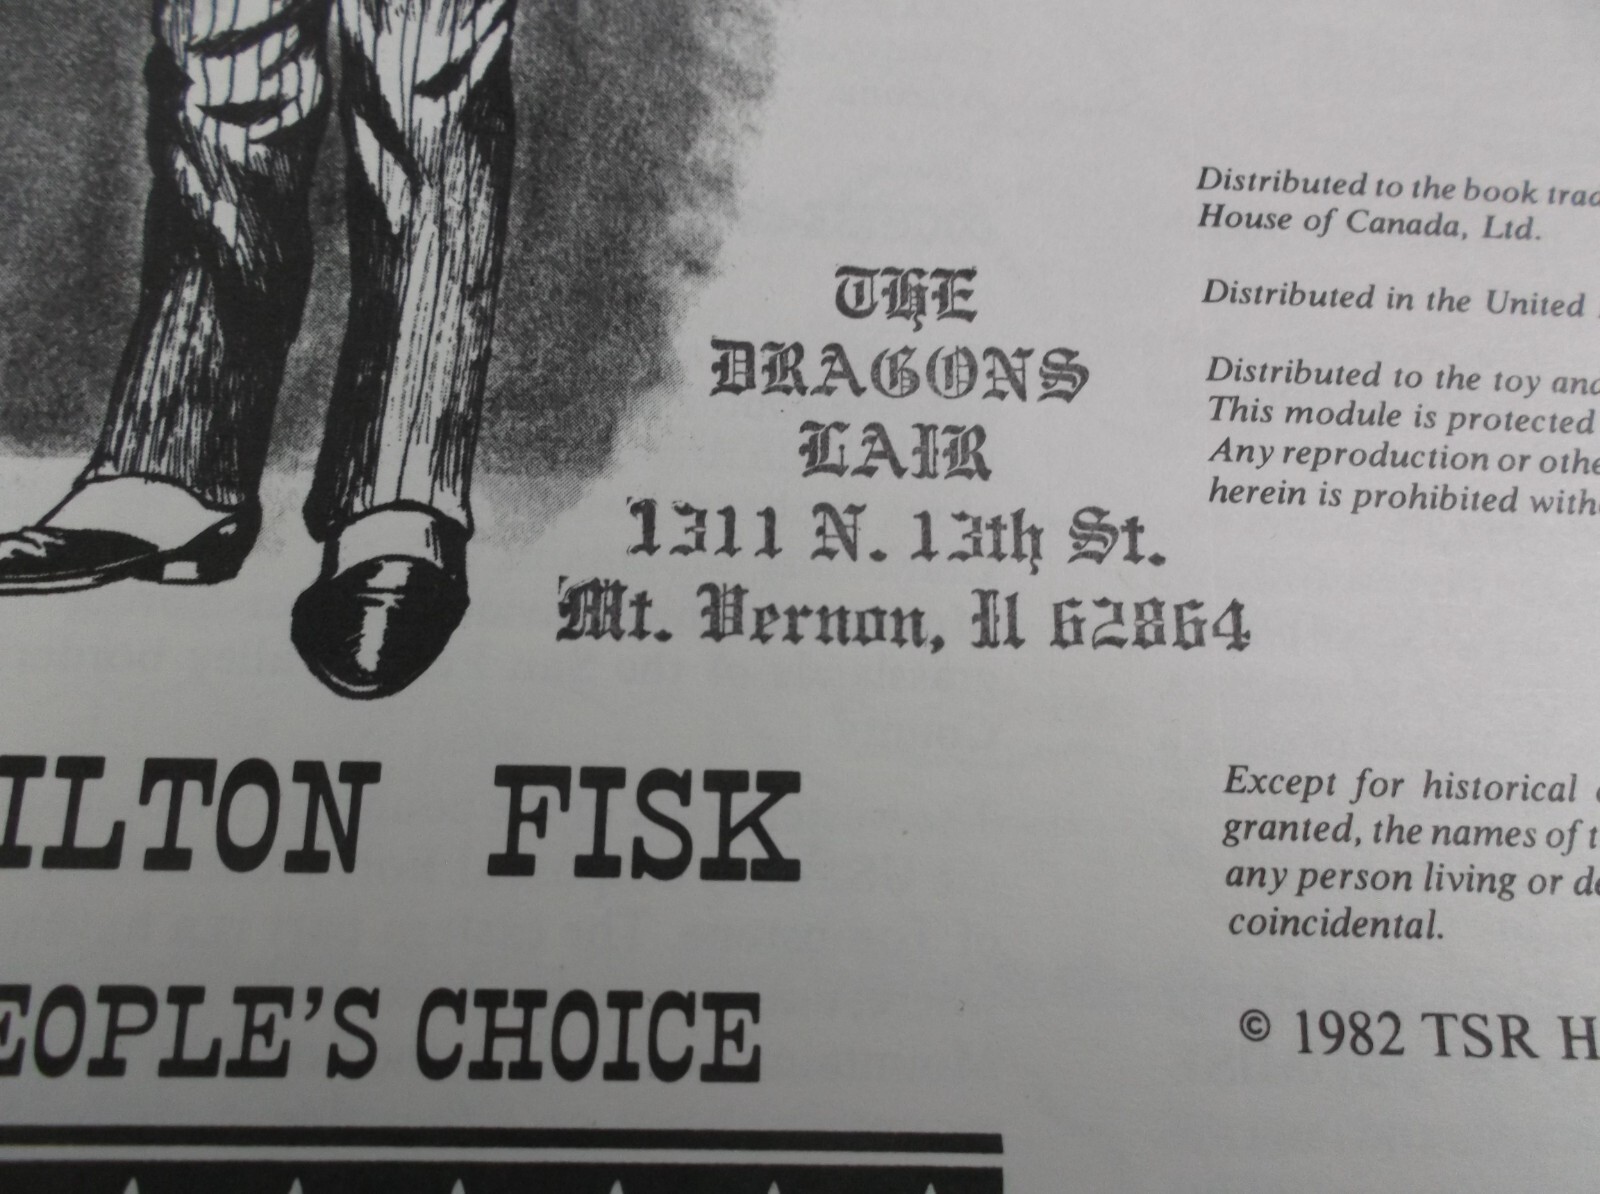 THE
DRAGONS
LAIR
1311 N. 13th St.
Mt. Vernon, Il 62864
ILTON FISK
EOPLE'S CHOICE
Distributed to the book trad
House of Canada, Ltd.
Distributed in the United
Distributed to the toy and
This module is protected
Any reproduction or othe
herein is prohibited with
Except for historical
granted, the names of t
any person living or de
coincidental.
© 1982 TSR H